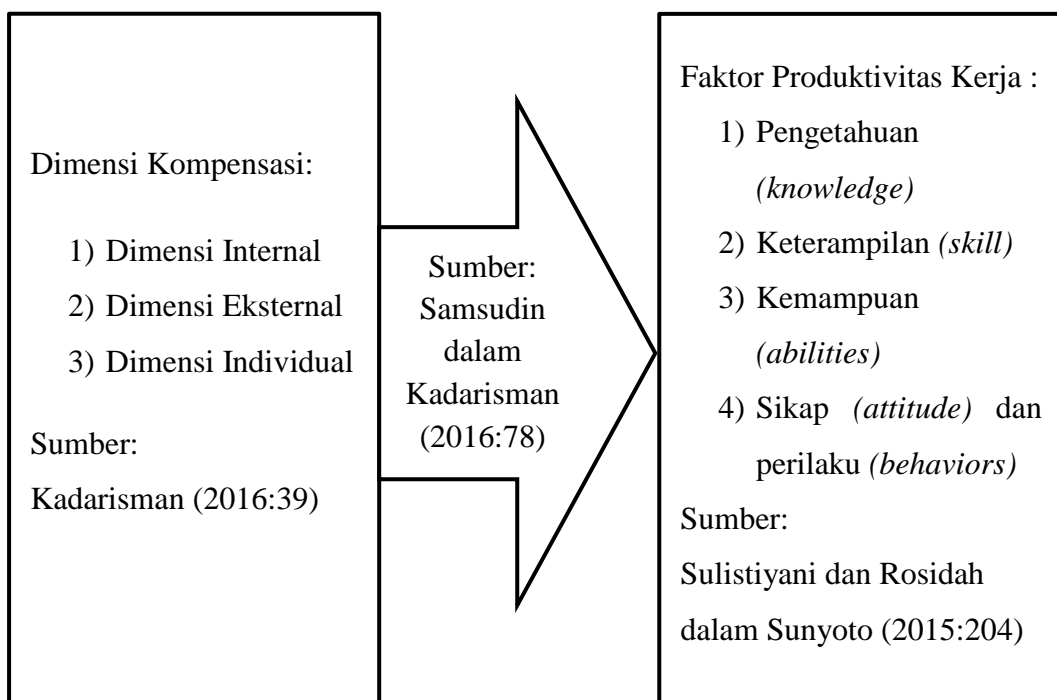 Dimensi Kompensasi:
1) Dimensi Internal
2) Dimensi Eksternal
3) Dimensi Individual
Sumber:
Kadarisman (2016:39)
Sumber:
Samsudin
dalam
Kadarisman
(2016:78)
Faktor Produktivitas Kerja :
1) Pengetahuan
(knowledge)
2) Keterampilan (skill)
3) Kemampuan
(abilities)
4) Sikap (attitude) dan
perilaku (behaviors)
Sumber:
Sulistiyani dan Rosidah
dalam Sunyoto (2015:204)